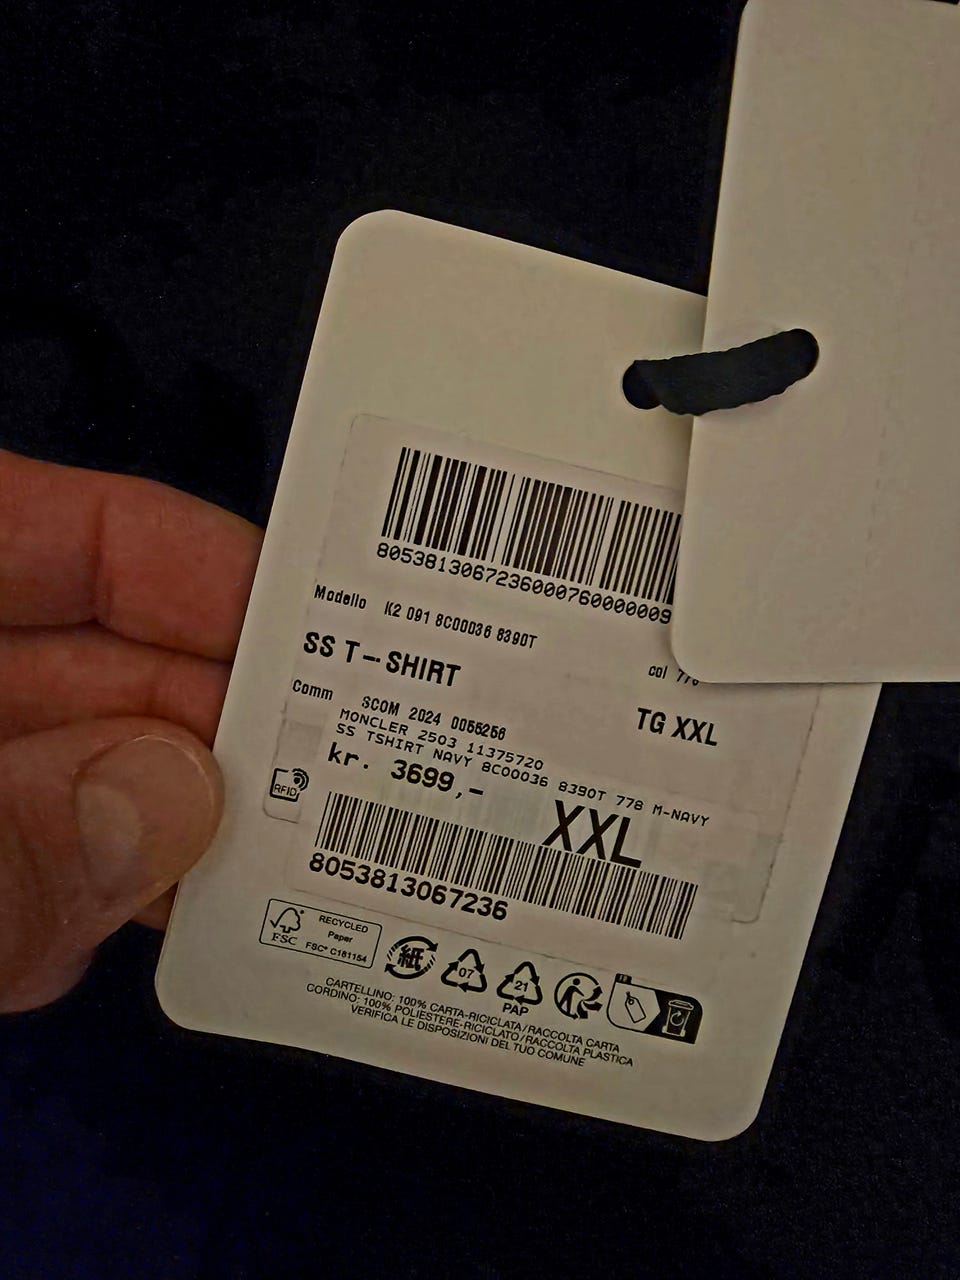 8053813067236000760000009
Modello K2 091 8C00036 8390T
SS T-SHIRT
col
Comm SCOM 2024 0055256
TG XXL
MONCLER 2503 11375720
SS TSHIRT NAVY 8C00036 8390T 778 M-NAVY
kr. 3699,-
XXL
RFID
8053813067236
FSC
RECYCLED
Paper
FSC® C181154
紙
07
21
PAP
FR
CARTELLINO: 100% CARTA-RICICLATA/RACCOLTA CARTA
CORDINO: 100% POLIESTERE-RICICLATO/RACCOLTA PLASTICA
VERIFICA LE DISPOSIZIONI DEL TUO COMUNE